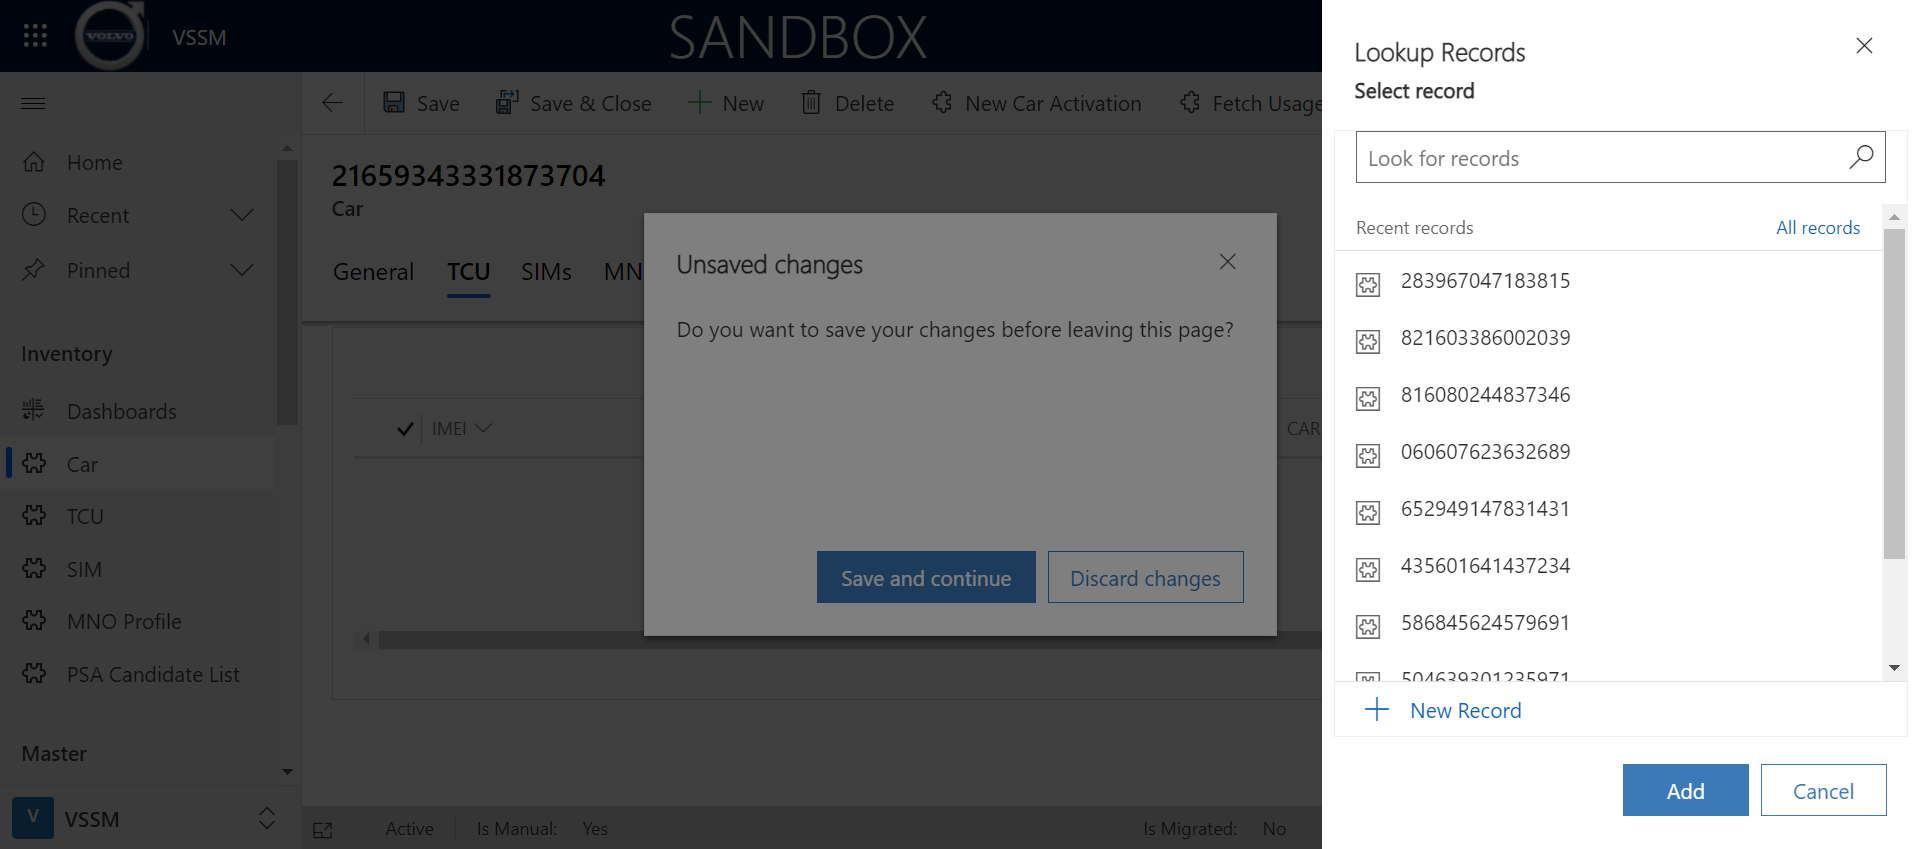 VOLVO
VSSM
SANDBOX
Save
Save & Close
New
Delete
New Car Activation
Fetch Usage
Home
Recent
Pinned
Inventory
Dashboards
Car
TCU
SIM
MNO Profile
PSA Candidate List
Master
V
VSSM
21659343331873704
Car
General
TCU
SIMs
MN
IMEI
CAR
Unsaved changes
Do you want to save your changes before leaving this page?
Save and continue
Discard changes
Active
Is Manual:
Yes
Is Migrated:
No
Lookup Records
Select record
Look for records
Recent records
All records
283967047183815
821603386002039
816080244837346
060607623632689
652949147831431
435601641437234
586845624579691
504639301235971
New Record
Add
Cancel